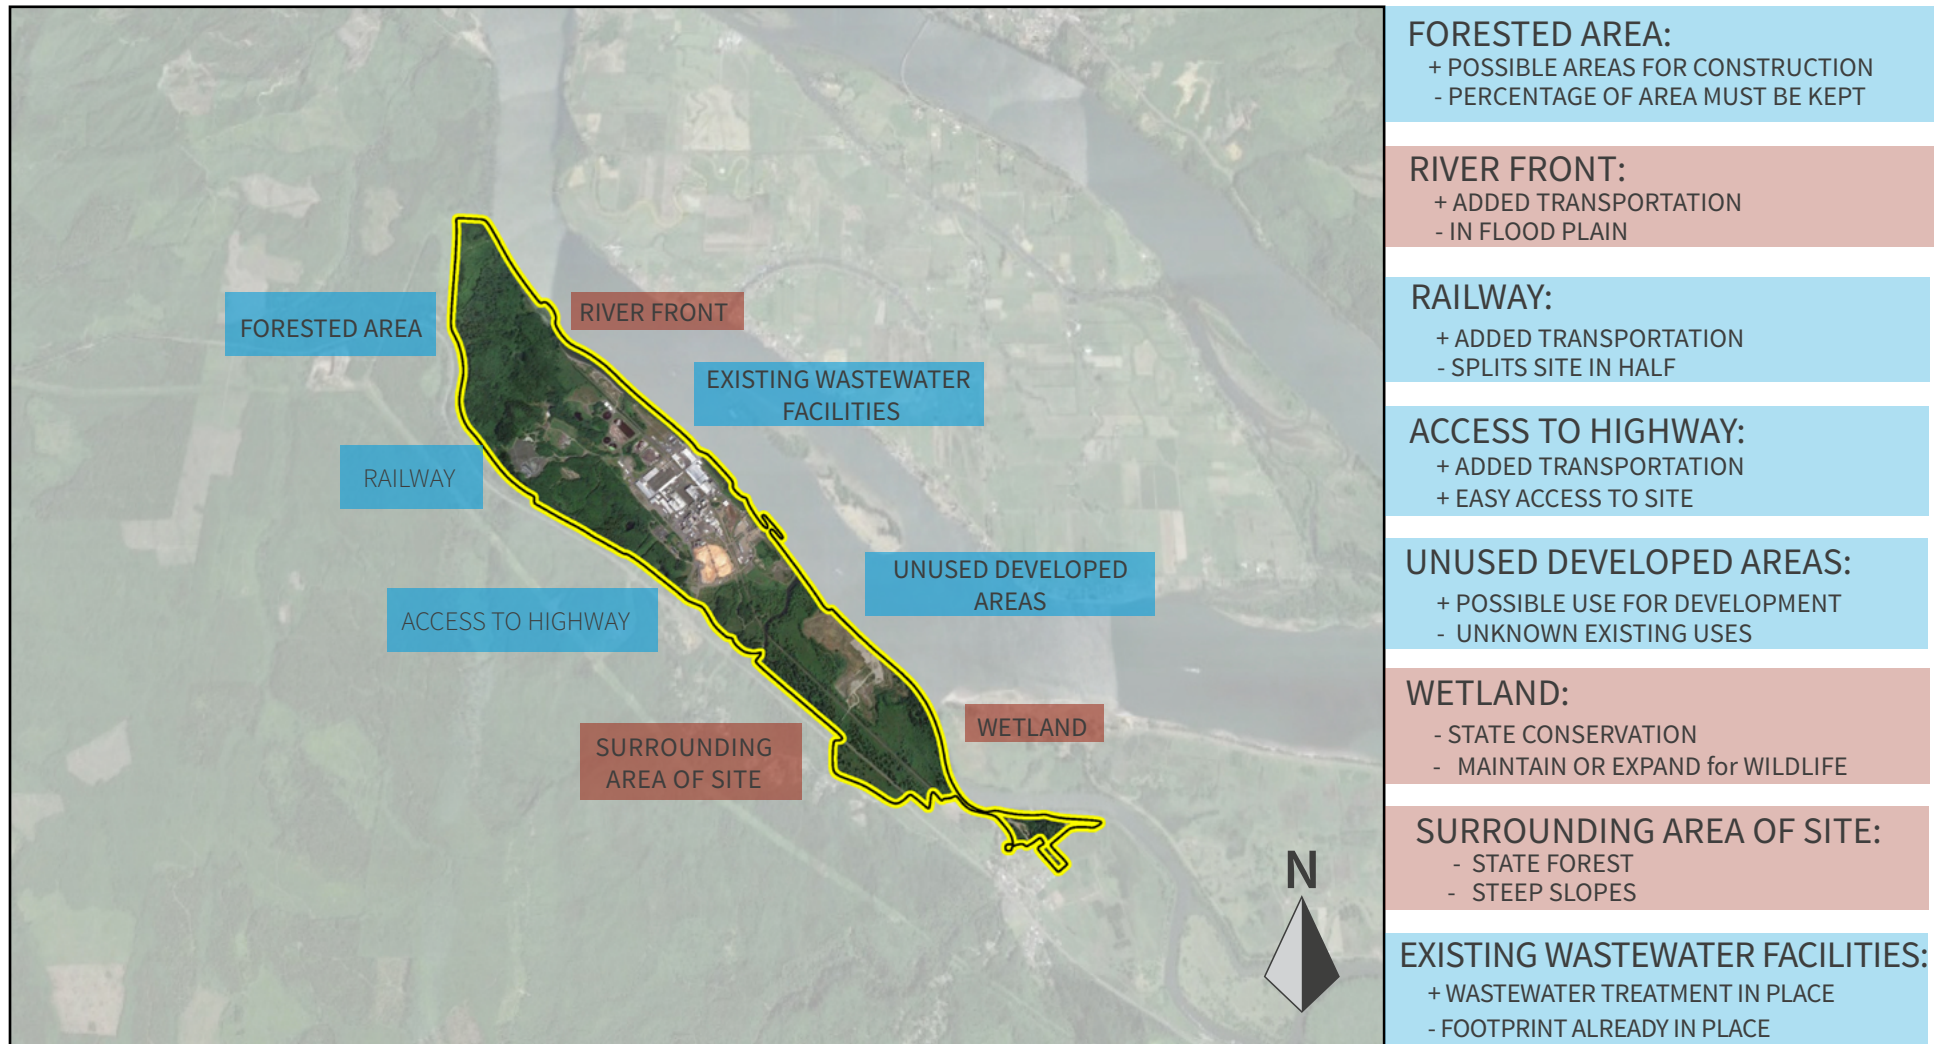 FORESTED AREA
RIVER FRONT
EXISTING WASTEWATER
FACILITIES
RAILWAY
UNUSED DEVELOPED
AREAS
ACCESS TO HIGHWAY
WETLAND
SURROUNDING
AREA OF SITE
N
FORESTED AREA:
+ POSSIBLE AREAS FOR CONSTRUCTION
- PERCENTAGE OF AREA MUST BE KEPT
RIVER FRONT:
+ ADDED TRANSPORTATION
- IN FLOOD PLAIN
RAILWAY:
+ ADDED TRANSPORTATION
- SPLITS SITE IN HALF
ACCESS TO HIGHWAY:
+ ADDED TRANSPORTATION
+ EASY ACCESS TO SITE
UNUSED DEVELOPED AREAS:
+ POSSIBLE USE FOR DEVELOPMENT
- UNKNOWN EXISTING USES
WETLAND:
- STATE CONSERVATION
- MAINTAIN OR EXPAND for WILDLIFE
SURROUNDING AREA OF SITE:
- STATE FOREST
- STEEP SLOPES
EXISTING WASTEWATER FACILITIES:
+ WASTEWATER TREATMENT IN PLACE
- FOOTPRINT ALREADY IN PLACE